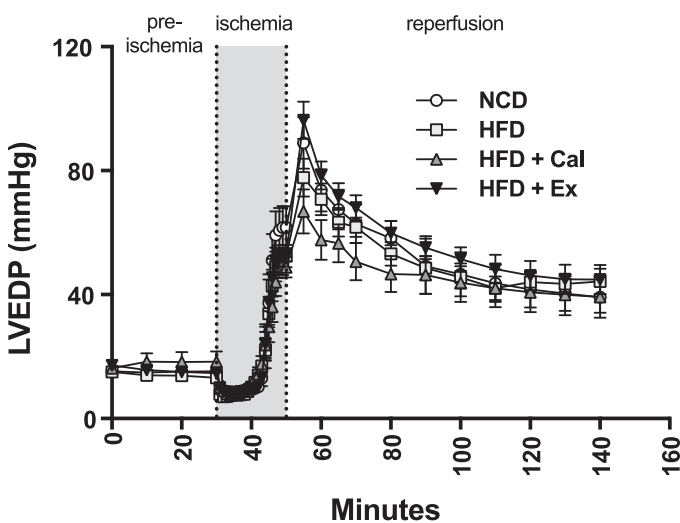 pre-
ischemia
ischemia
reperfusion
120
80
40
0
LVEDP (mmHg)
NCD
HFD
HFD + Cal
HFD + Ex
0
20
40
60
80
100
120
140
160
Minutes